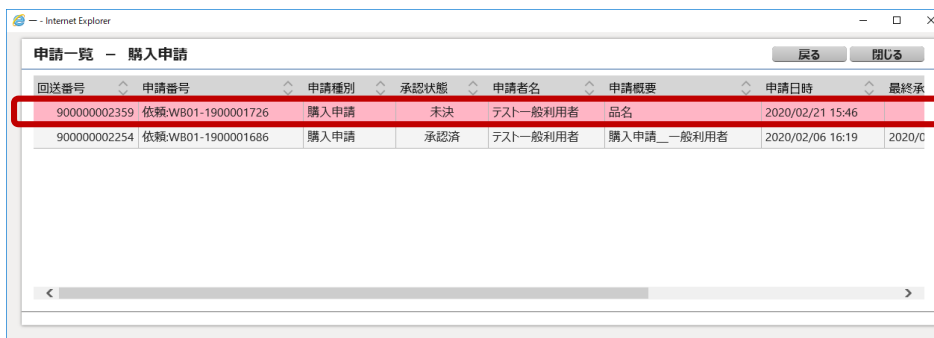 — - Internet Explorer
申請一覧 － 購入申請 戻る 閉じる
回送番号 申請番号 申請種別 承認状態 申請者名 申請概要 申請日時 最終承
900000002359 依頼:WB01-1900001726 購入申請 未決 テスト一般利用者 品名 2020/02/21 15:46
900000002254 依頼:WB01-1900001686 購入申請 承認済 テスト一般利用者 購入申請__一般利用者 2020/02/06 16:19 2020/0